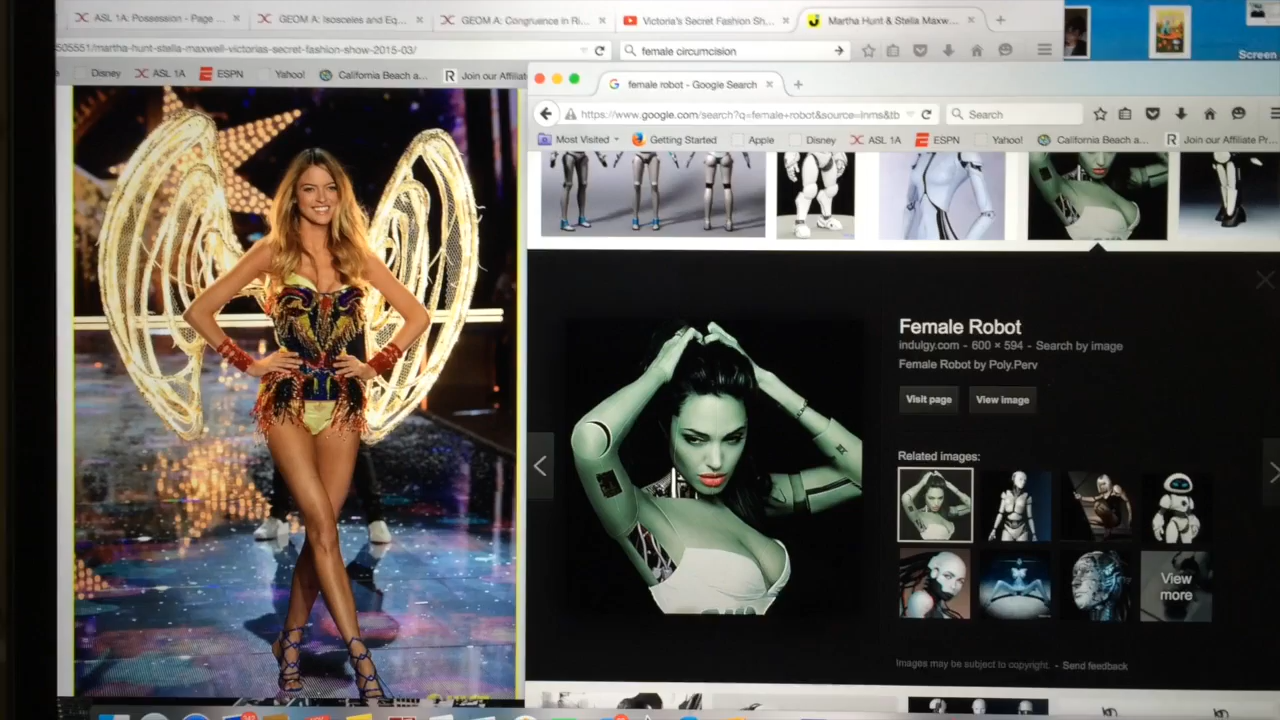 ASL 1A: Possession - Page ...
GEOM A: Isosceles and Eq...
GEOM A: Congruence in Ri...
Victoria's Secret Fashion Sh...
Martha Hunt & Stella Maxw...
505551/martha-hunt-stella-maxwell-victorias-secret-fashion-show-2015-03/
female circumcision
Screen
Disney
ASL 1A
ESPN
Yahoo!
California Beach a...
Join our Affiliate
female robot - Google Search
https://www.google.com/search?q=female+robot&source=lnms&tb
Search
Most Visited
Getting Started
Apple
Disney
ASL 1A
ESPN
Yahoo!
California Beach a...
Join our Affiliate Pr...
Female Robot
indulgy.com - 600 × 594 - Search by image
Female Robot by Poly.Perv
Visit page
View image
Related images:
View
more
Images may be subject to copyright. - Send feedback